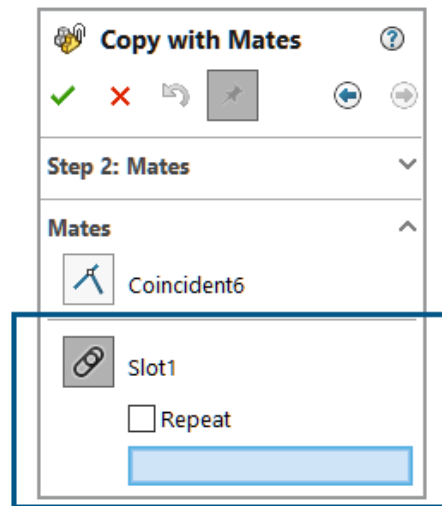 Copy with Mates
Step 2: Mates
Mates
Coincident6
Slot1
Repeat